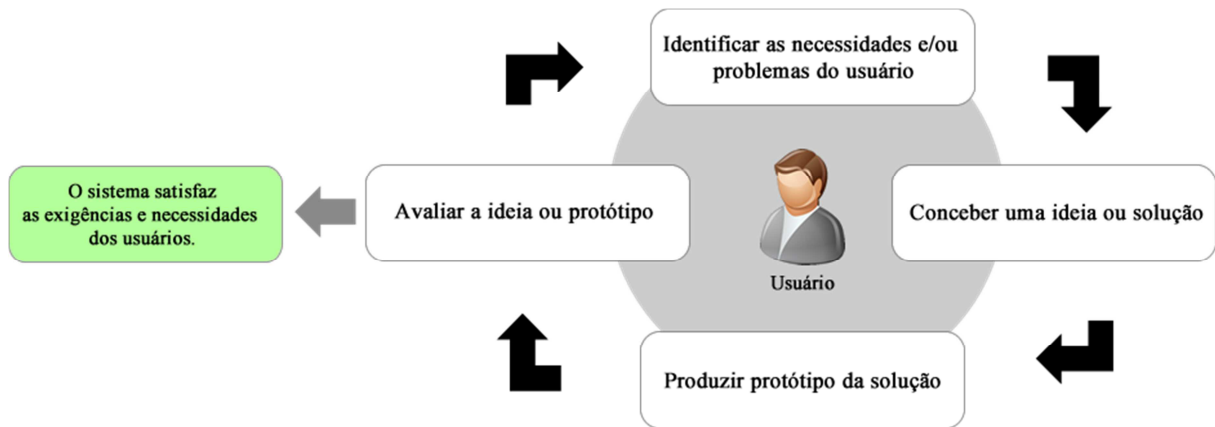 Identificar as necessidades e/ou
problemas do usuário
O sistema satisfaz
as exigências e necessidades
dos usuários.
Avaliar a ideia ou protótipo
Conceber uma ideia ou solução
Usuário
Produzir protótipo da solução